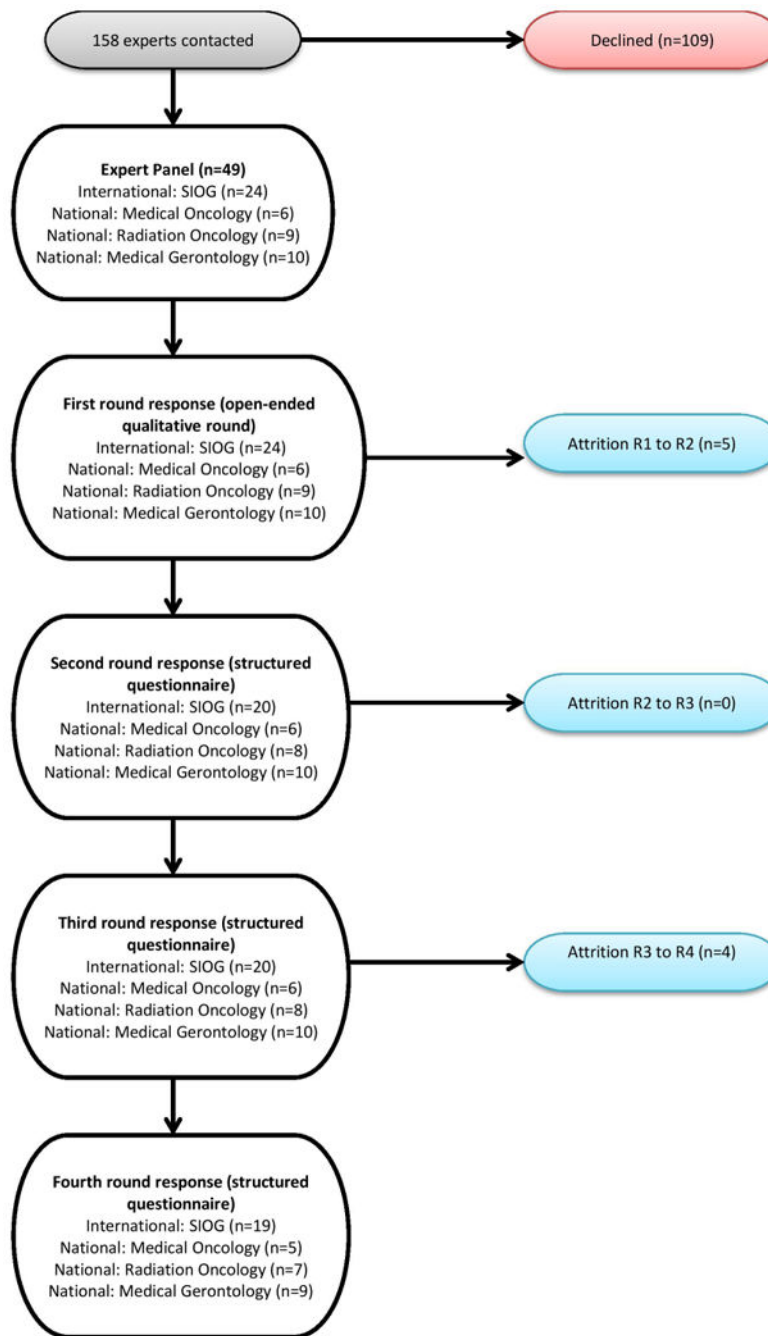 158 experts contacted
Declined (n=109)
Expert Panel (n=49)
International: SIOG (n=24)
National: Medical Oncology (n=6)
National: Radiation Oncology (n=9)
National: Medical Gerontology (n=10)
First round response (open-ended
qualitative round)
International: SIOG (n=24)
National: Medical Oncology (n=6)
National: Radiation Oncology (n=9)
National: Medical Gerontology (n=10)
Attrition R1 to R2 (n=5)
Second round response (structured
questionnaire)
International: SIOG (n=20)
National: Medical Oncology (n=6)
National: Radiation Oncology (n=8)
National: Medical Gerontology (n=10)
Attrition R2 to R3 (n=0)
Third round response (structured
questionnaire)
International: SIOG (n=20)
National: Medical Oncology (n=6)
National: Radiation Oncology (n=8)
National: Medical Gerontology (n=10)
Attrition R3 to R4 (n=4)
Fourth round response (structured
questionnaire)
International: SIOG (n=19)
National: Medical Oncology (n=5)
National: Radiation Oncology (n=7)
National: Medical Gerontology (n=9)